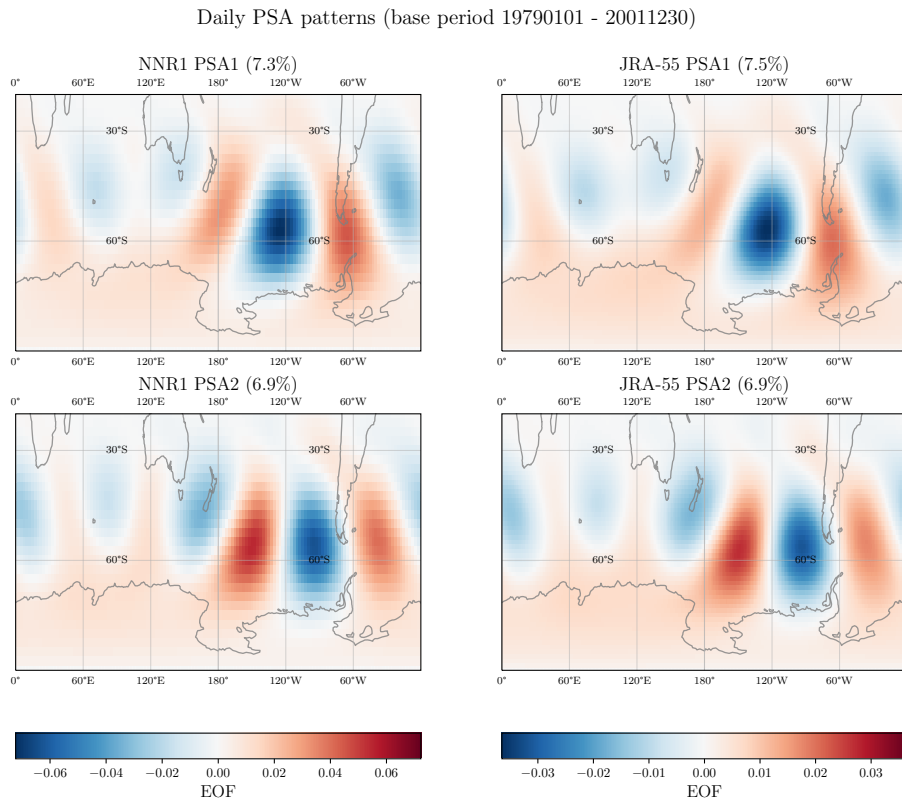 Daily PSA patterns (base period 19790101 - 20011230)
NNR1 PSA1 (7.3%)
0° 60°E 120°E 180° 120°W 60°W
30°S
60°S 60°S
0° 60°E 120°E 180° 120°W 60°W
JRA-55 PSA1 (7.5%)
0° 60°E 120°E 180° 120°W 60°W
30°S
60°S 60°S
0° 60°E 120°E 180° 120°W 60°W
NNR1 PSA2 (6.9%)
0° 60°E 120°E 180° 120°W 60°W
30°S 30°S
60°S 60°S
0° 60°E 120°E 180° 120°W 60°W
JRA-55 PSA2 (6.9%)
0° 60°E 120°E 180° 120°W 60°W
30°S 30°S
60°S 60°S
0° 60°E 120°E 180° 120°W 60°W
−0.06 −0.04 −0.02 0.00 0.02 0.04 0.06
EOF
−0.03 −0.02 −0.01 0.00 0.01 0.02 0.03
EOF